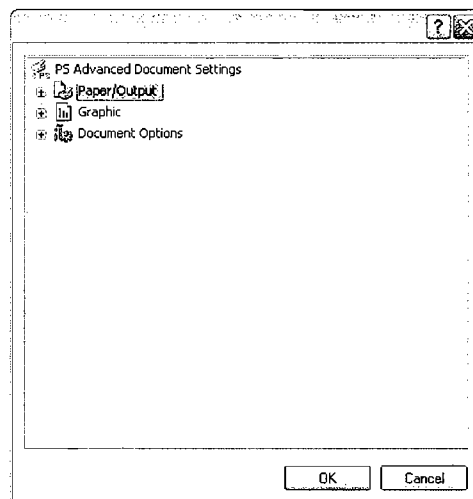 ?
PS Advanced Document Settings
Paper/Output
Graphic
Document Options
OK
Cancel